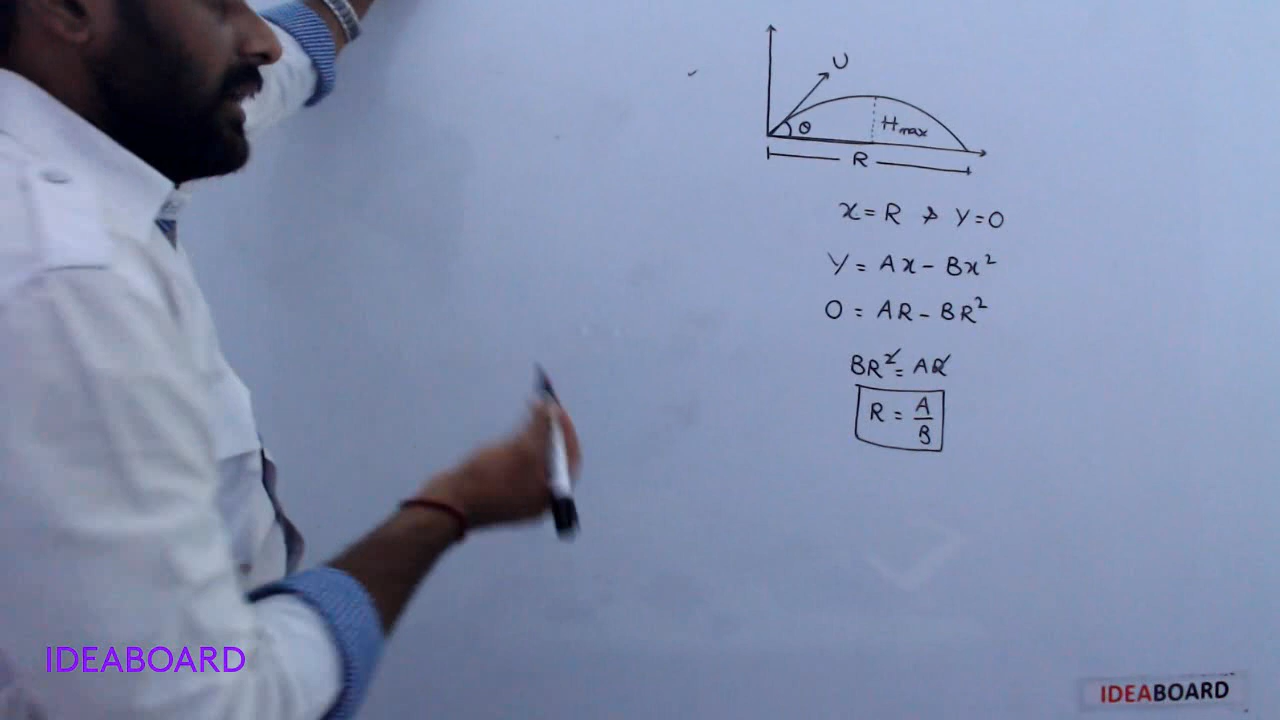 U
θ
Hmax
R
x = R → Y = 0
Y = Ax - Bx²
0 = AR - BR²
BR² = AR
R = A/B
IDEABOARD
IDEABOARD